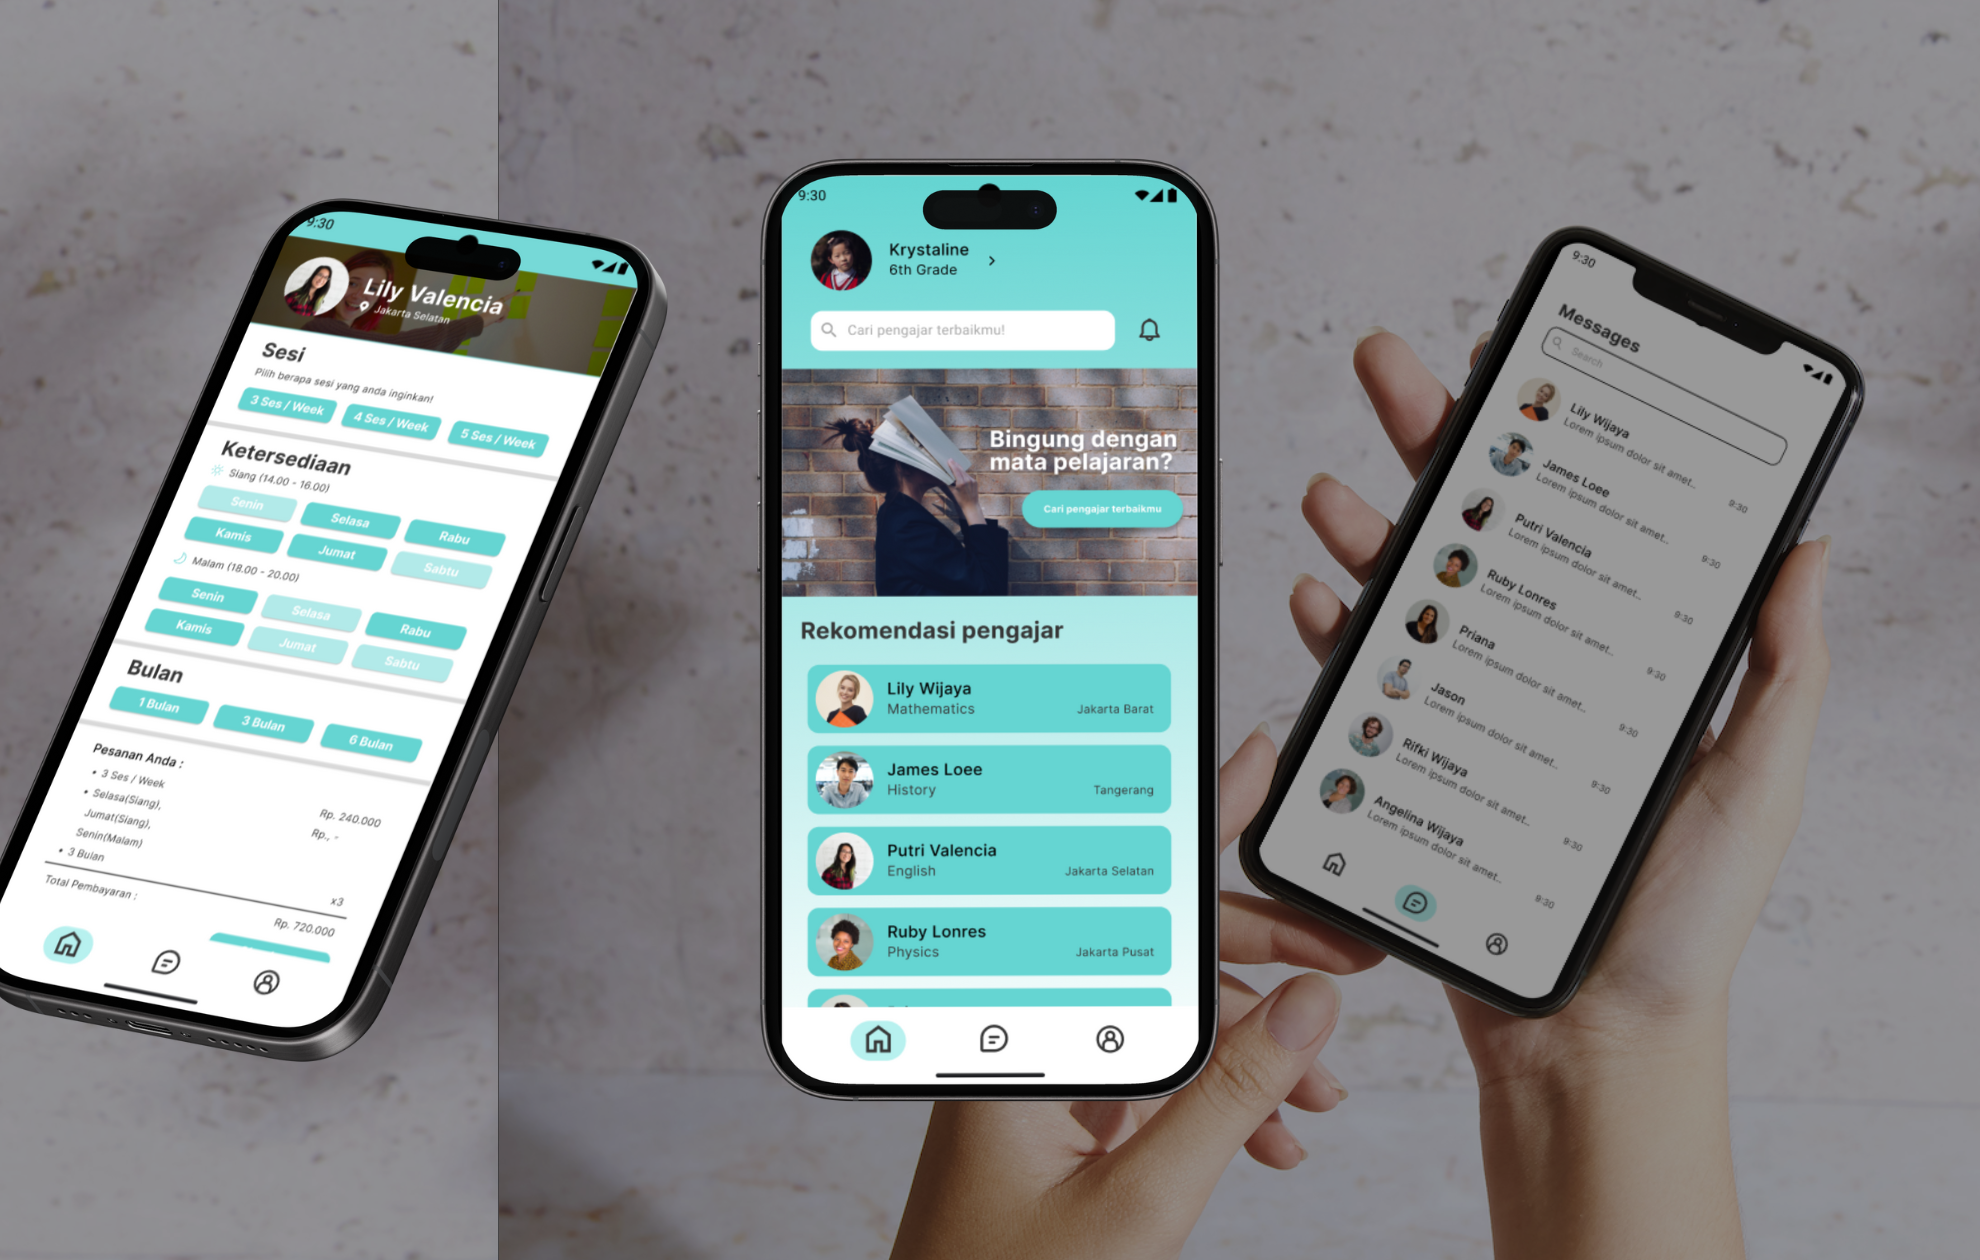 9:30
Lily Valencia
Jakarta Selatan
Sesi
Pilih berapa sesi yang anda inginkan!
3 Ses / Week
4 Ses / Week
5 Ses / Week
Ketersediaan
Siang (14.00 - 16.00)
Senin
Selasa
Rabu
Kamis
Jumat
Sabtu
Malam (18.00 - 20.00)
Senin
Selasa
Rabu
Kamis
Jumat
Sabtu
Bulan
1 Bulan
3 Bulan
6 Bulan
Pesanan Anda :
• 3 Ses / Week
Rp. 240.000
• Selasa(Siang),
Rp., -
Jumat(Siang),
Senin(Malam)
• 3 Bulan
x3
Total Pembayaran :
Rp. 720.000
9:30
Krystaline
6th Grade
Cari pengajar terbaikmu!
Bingung dengan
mata pelajaran?
Cari pengajar terbaikmu
Rekomendasi pengajar
Lily Wijaya
Mathematics
Jakarta Barat
James Loee
History
Tangerang
Putri Valencia
English
Jakarta Selatan
Ruby Lonres
Physics
Jakarta Pusat
9:30
Messages
Search
Lily Wijaya
Lorem ipsum dolor sit amet..
9:30
James Loee
Lorem ipsum dolor sit amet..
9:30
Putri Valencia
Lorem ipsum dolor sit amet..
9:30
Ruby Lonres
Lorem ipsum dolor sit amet..
9:30
Priana
Lorem ipsum dolor sit amet..
9:30
Jason
Lorem ipsum dolor sit amet..
9:30
Rifki Wijaya
Lorem ipsum dolor sit amet..
9:30
Angelina Wijaya
Lorem ipsum dolor sit amet..
9:30